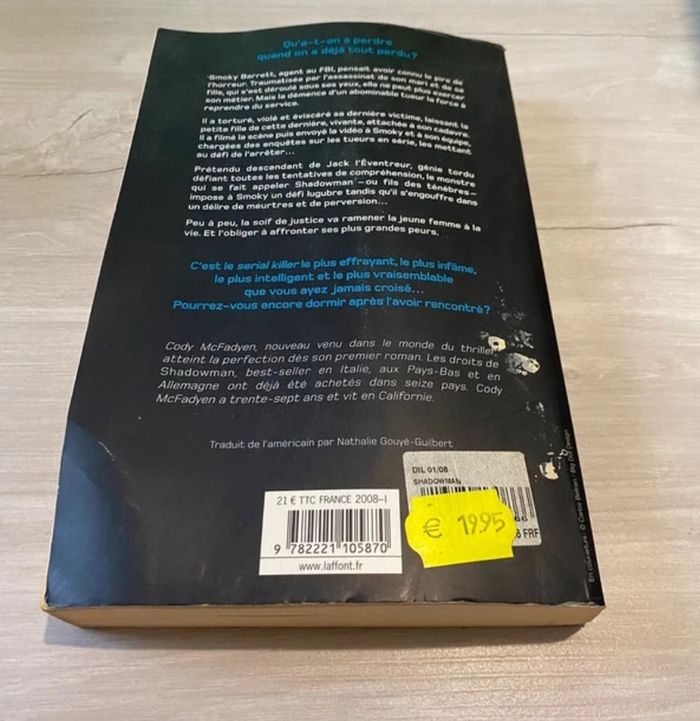 Qu'a-t-on à perdre
quand on a déjà tout perdu?
Smoky Barrett, agent au FBI, pensait avoir connu le pire de
l'horreur. Traumatisée par l'assassinat de son mari et de sa
fille, qui s'est déroulé sous ses yeux, elle ne peut plus exercer
son métier. Mais la démence d'un abominable tueur la force à
reprendre du service.
Il a torturé, violé et éviscéré sa dernière victime, laissant la
petite fille de cette dernière, vivante, attachée à son cadavre.
Il a filmé la scène puis envoyé la vidéo à Smoky et à son équipe,
chargées des enquêtes sur les tueurs en série, les mettant
au défi de l'arrêter...
Prétendu descendant de Jack l'Éventreur, génie tordu
défiant toutes les tentatives de compréhension, le monstre
qui se fait appeler Shadowman –ou fils des ténèbres–
impose à Smoky un défi lugubre tandis qu'il s'engouffre dans
un délire de meurtres et de perversion...
Peu à peu, la soif de justice va ramener la jeune femme à la
vie. Et l'obliger à affronter ses plus grandes peurs.
C'est le serial killer le plus effrayant, le plus infâme,
le plus intelligent et le plus vraisemblable
que vous ayez jamais croisé...
Pourrez-vous encore dormir après l'avoir rencontré?
Cody McFadyen, nouveau venu dans le monde du thriller,
atteint la perfection dès son premier roman. Les droits de
Shadowman, best-seller en Italie, aux Pays-Bas et en
Allemagne ont déjà été achetés dans seize pays. Cody
McFadyen a trente-sept ans et vit en Californie.
Traduit de l'américain par Nathalie Gouyé-Guilbert
DIL 01/08
SHADOWMAN
66
8 FRF
€ 19.95
21 € TTC FRANCE 2008-I
9 782221 105870
www.laffont.fr
En couverture : © Carlos Beltrán / Big Dot Design